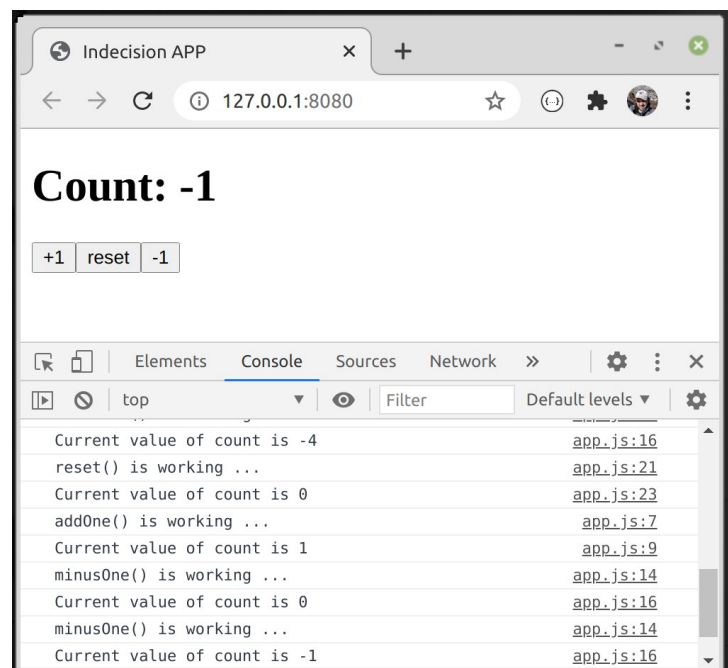 Indecision APP
127.0.0.1:8080
Count: -1
+1 reset -1
Elements Console Sources Network »
top Filter Default levels
Current value of count is -4 app.js:16
reset() is working ... app.js:21
Current value of count is 0 app.js:23
addOne() is working ... app.js:7
Current value of count is 1 app.js:9
minusOne() is working ... app.js:14
Current value of count is 0 app.js:16
minusOne() is working ... app.js:14
Current value of count is -1 app.js:16